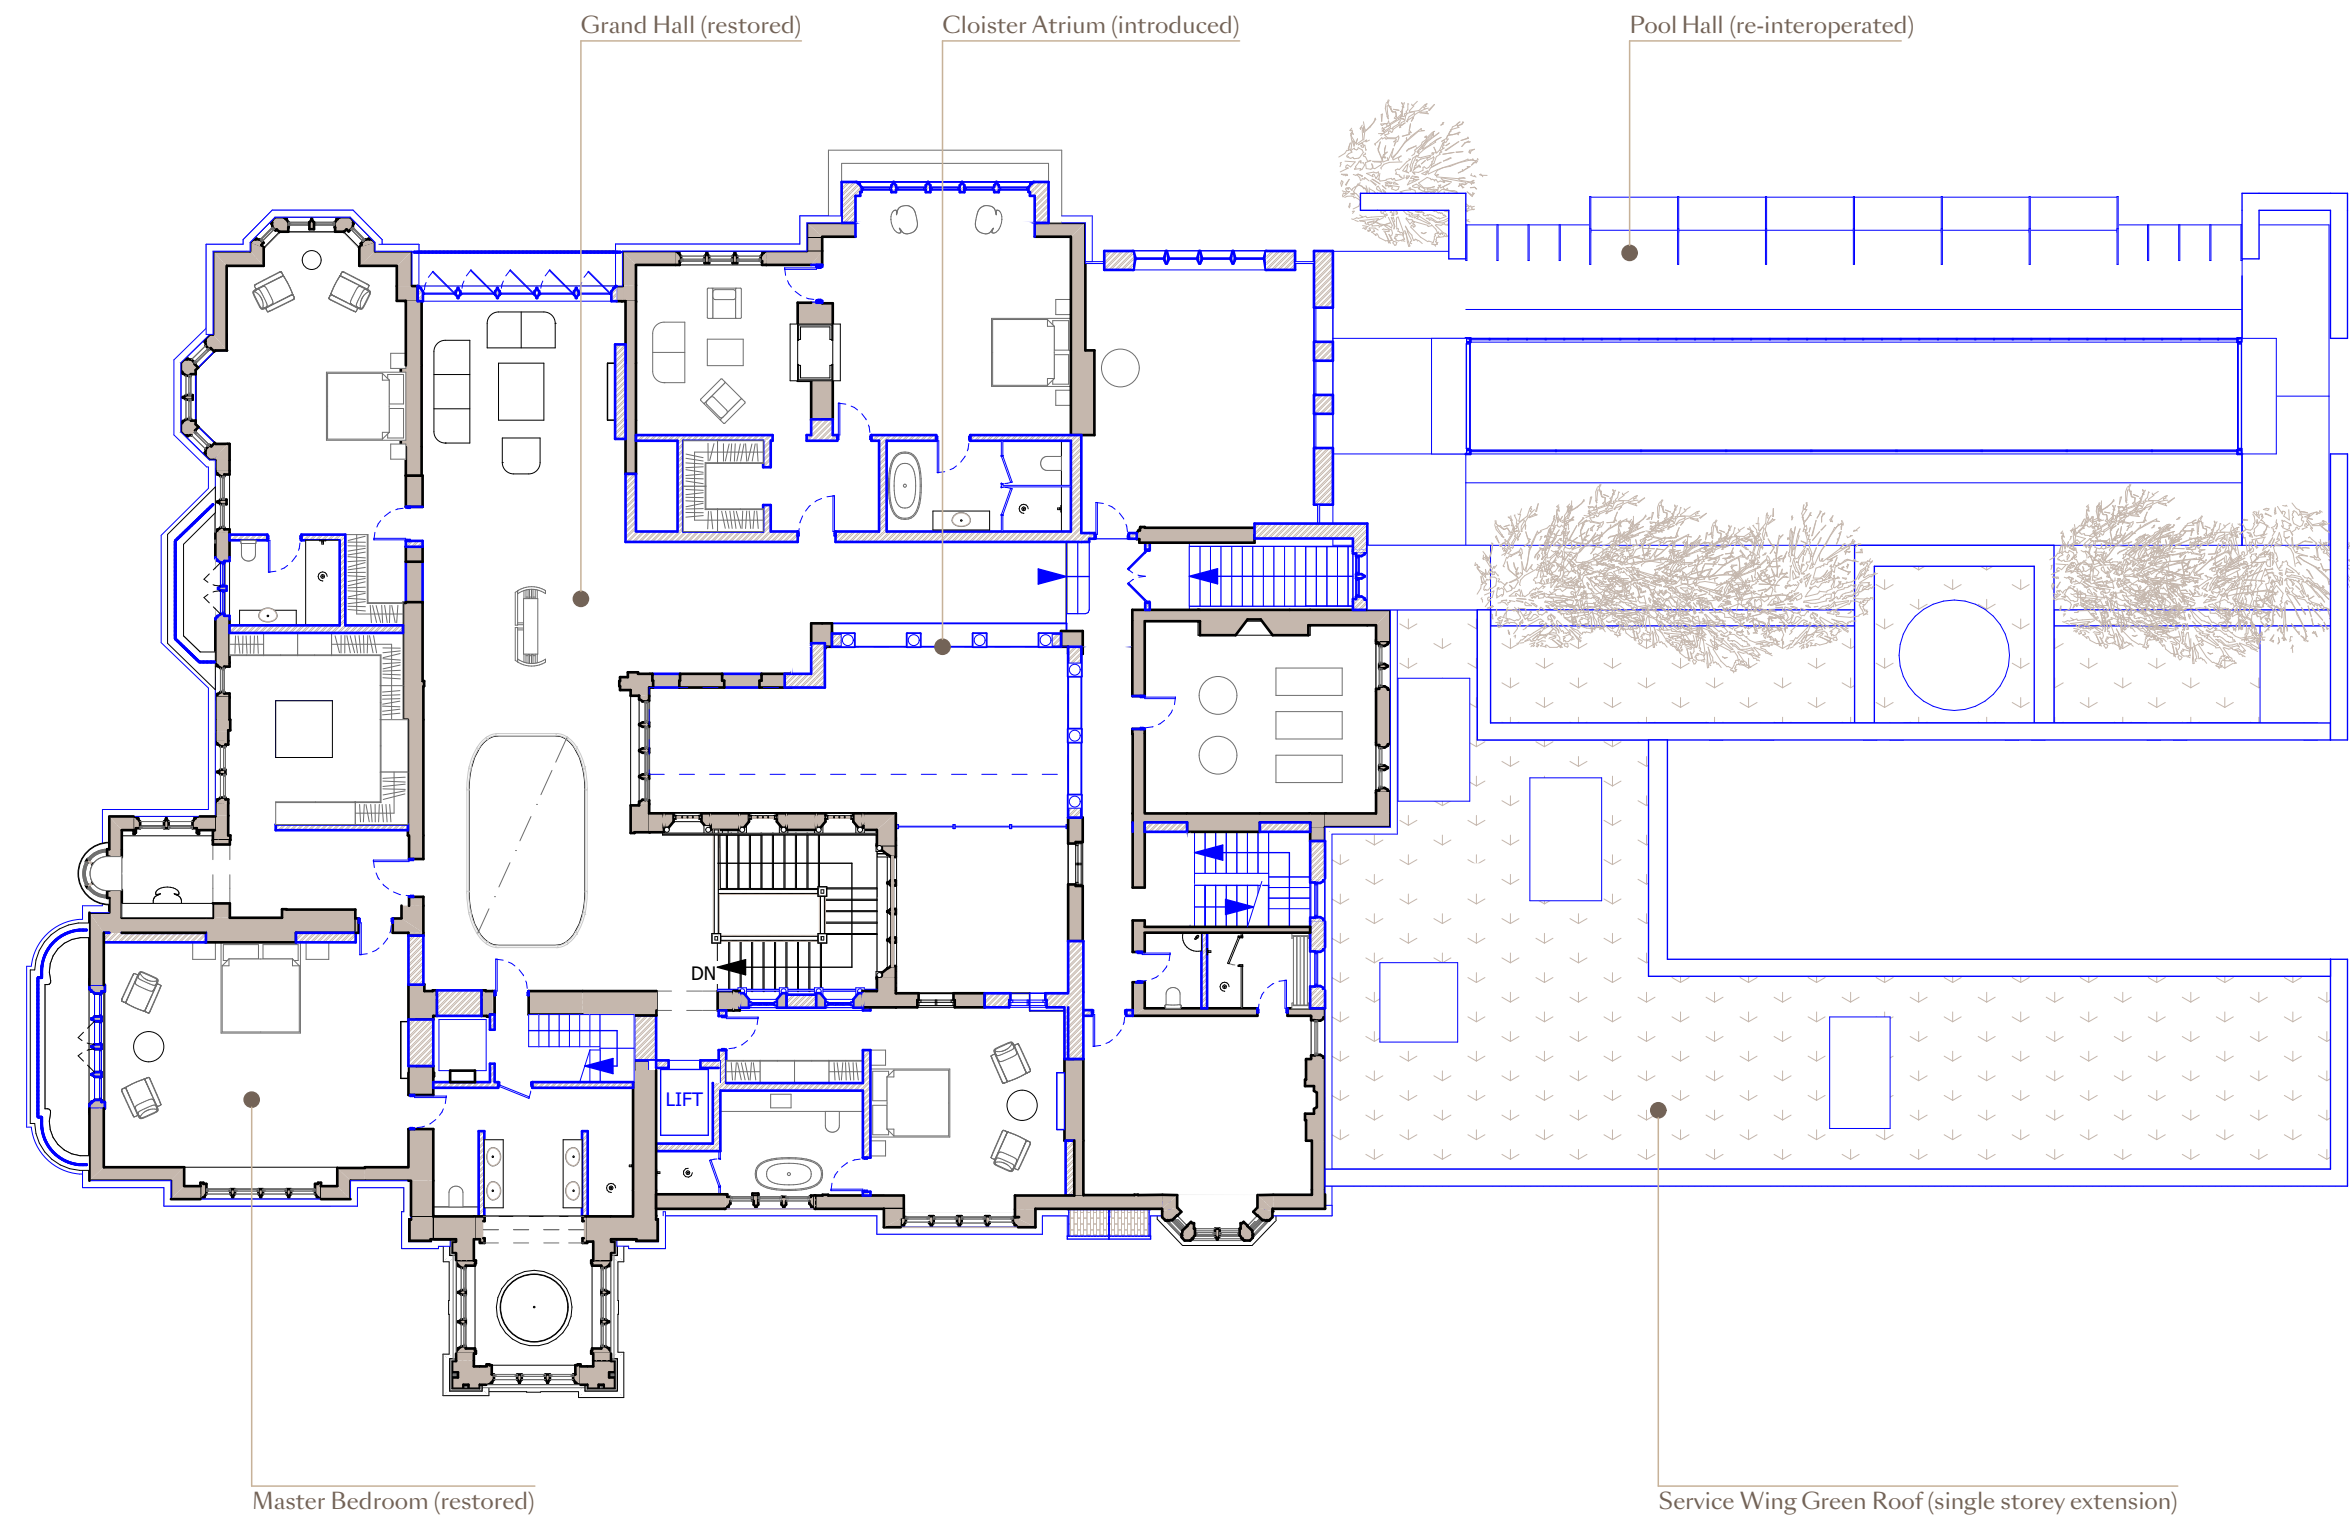 Grand Hall (restored)
Cloister Atrium (introduced)
Pool Hall (re-interoperated)
DN
LIFT
Master Bedroom (restored)
Service Wing Green Roof (single storey extension)